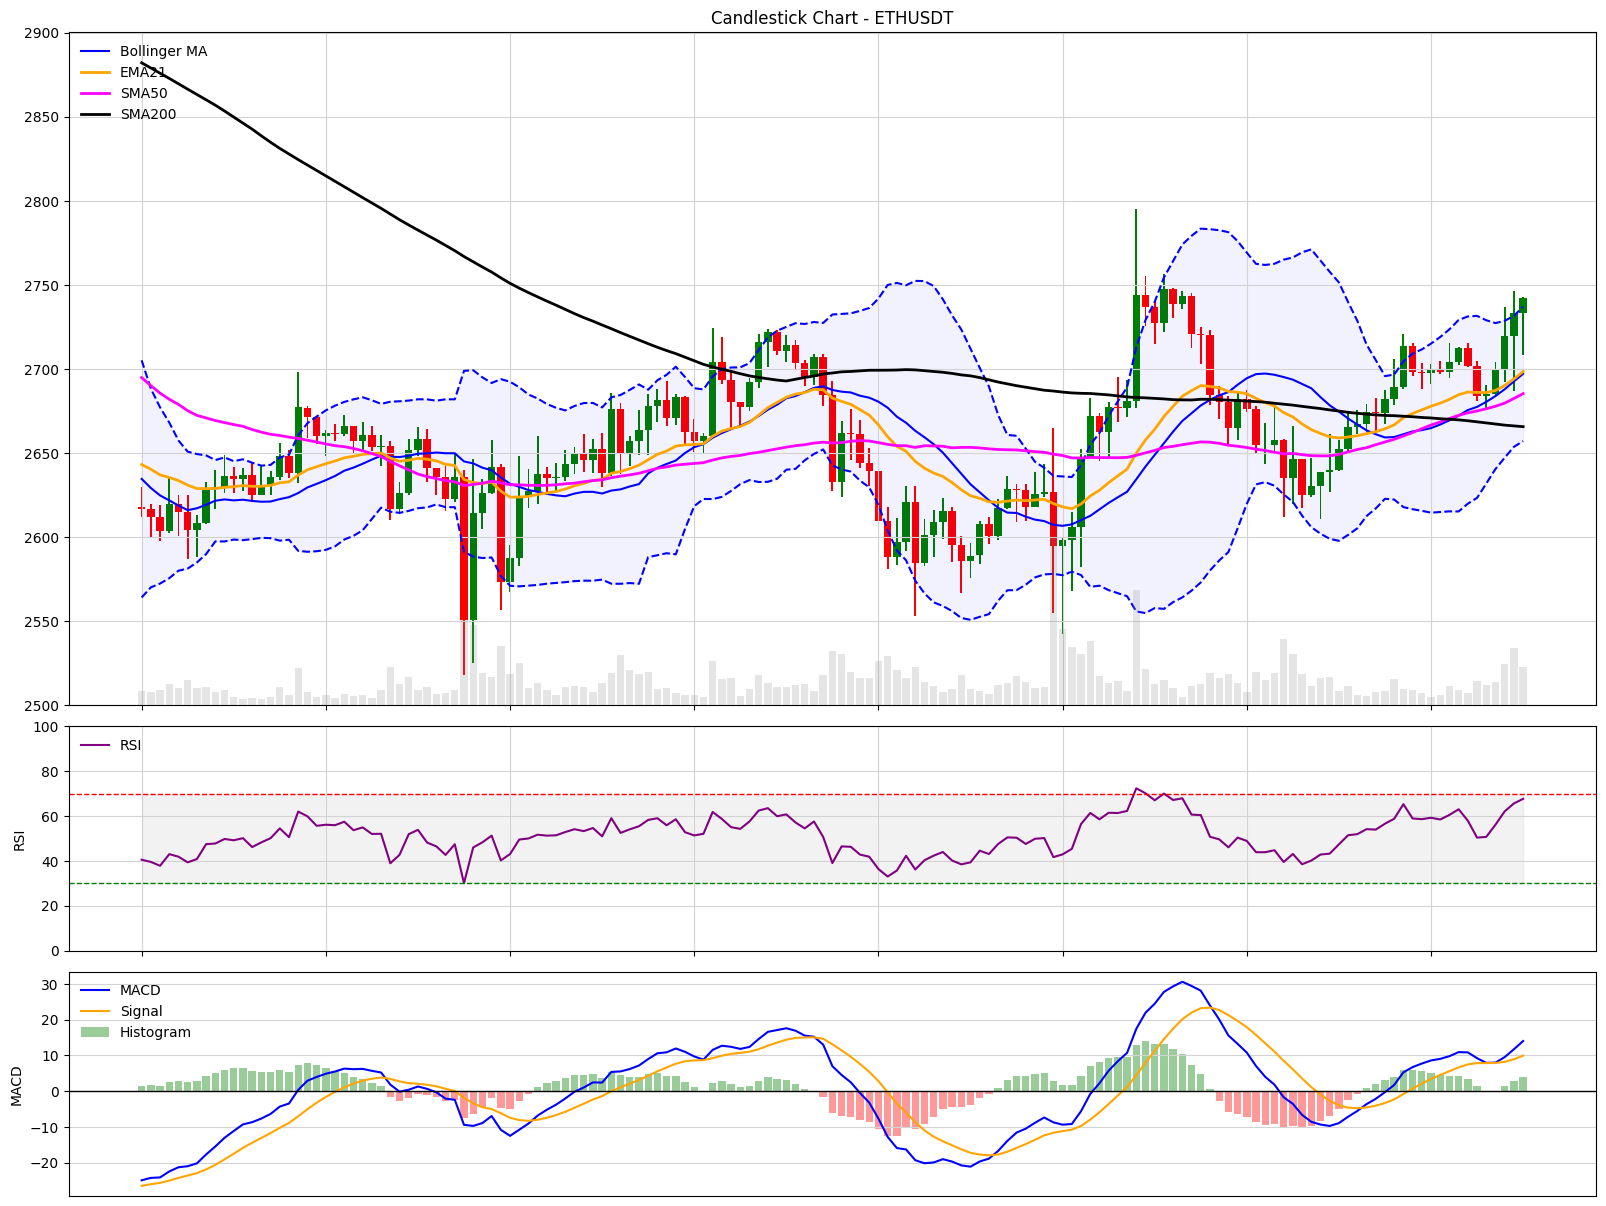 Candlestick Chart - ETHUSDT
Bollinger MA
EMA21
SMA50
SMA200
2900
2850
2800
2750
2700
2650
2600
2550
2500
RSI
RSI
100
80
60
40
20
0
MACD
Signal
Histogram
MACD
30
20
10
0
−10
−20